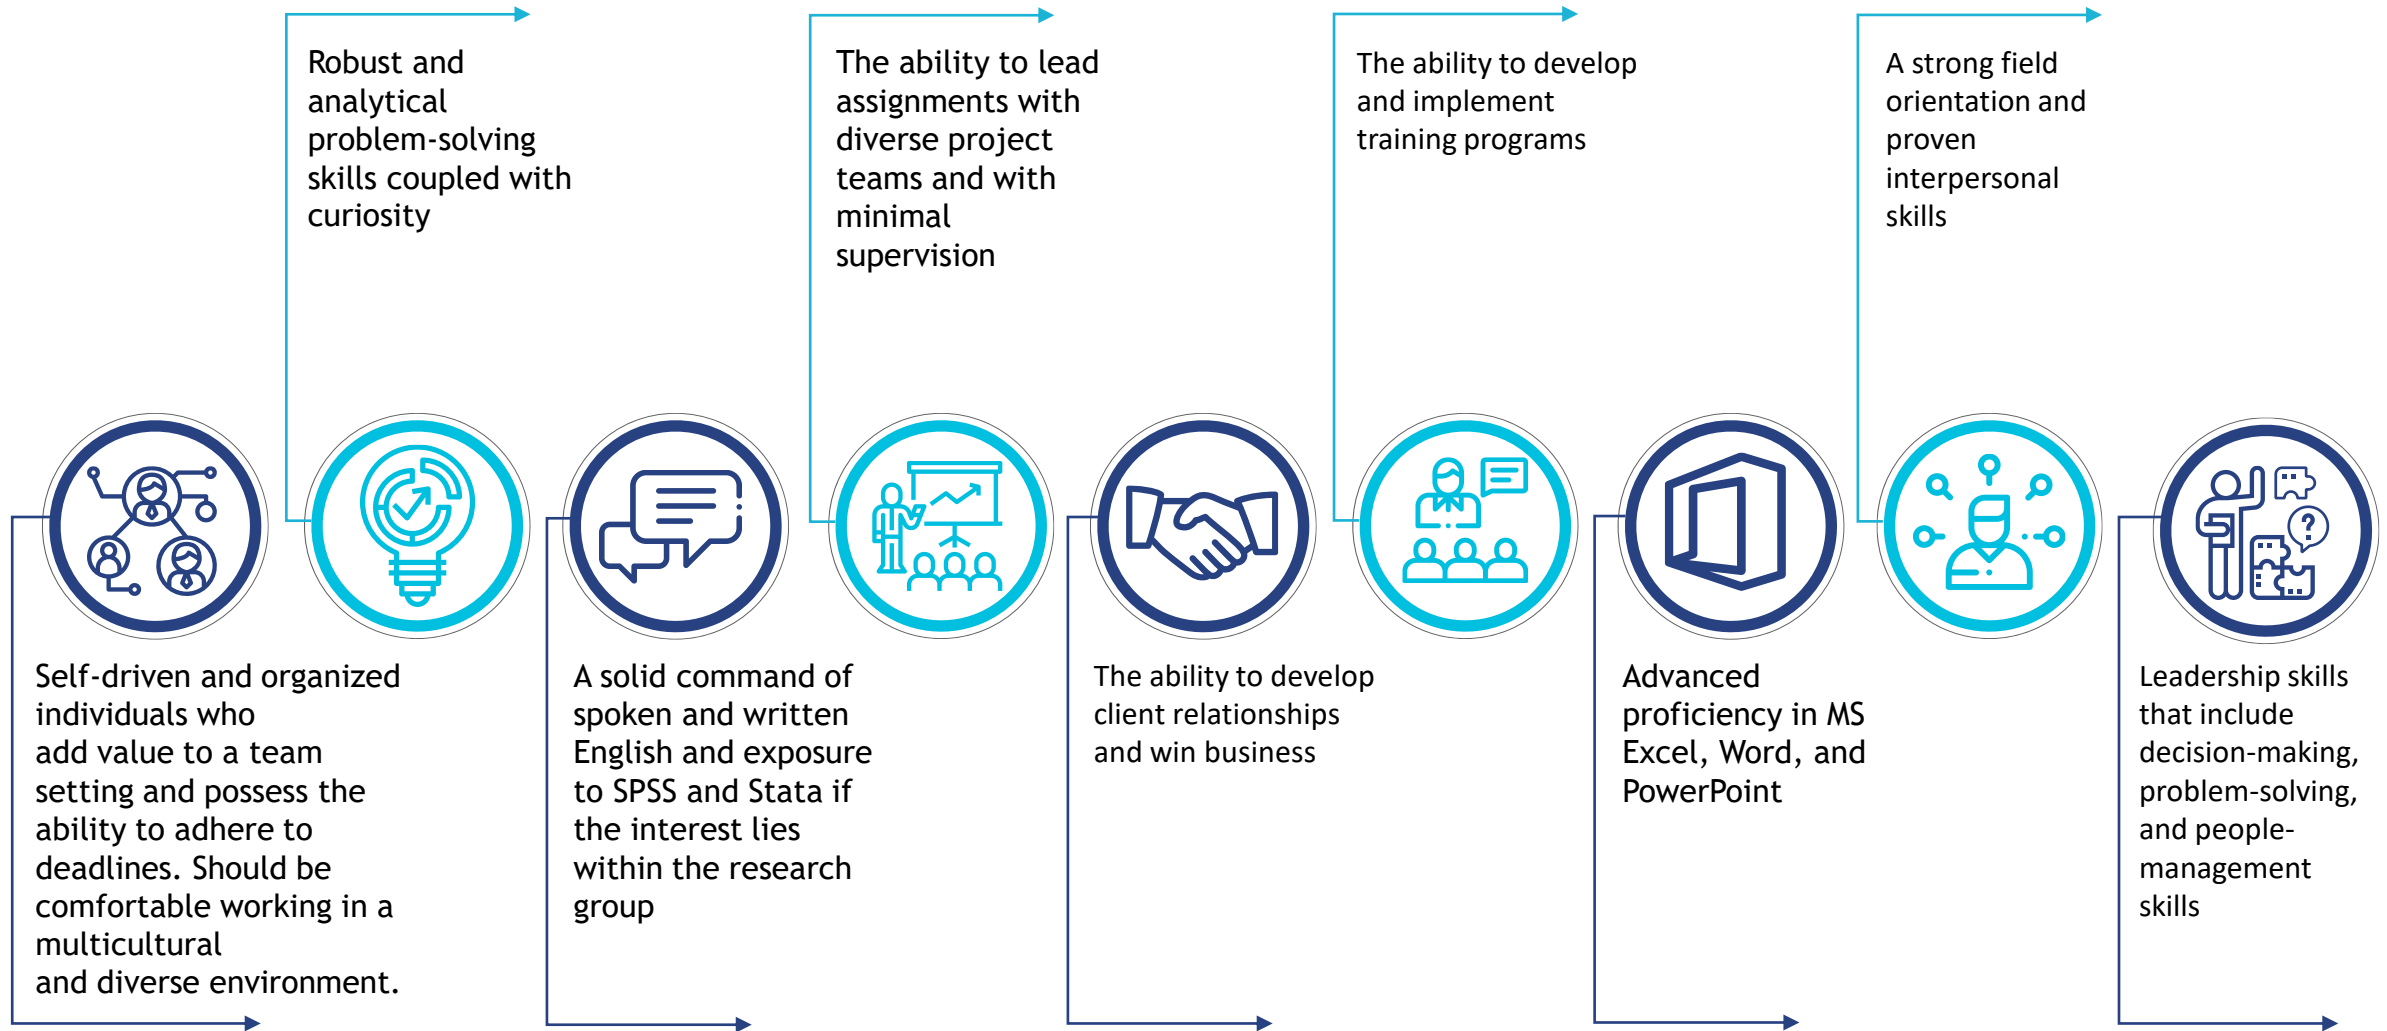 Robust and
analytical
problem-solving
skills coupled with
curiosity
The ability to lead
assignments with
diverse project
teams and with
minimal
supervision
The ability to develop
and implement
training programs
A strong field
orientation and
proven
interpersonal
skills
?
Self-driven and organized
individuals who
add value to a team
setting and possess the
ability to adhere to
deadlines. Should be
comfortable working in a
multicultural
and diverse environment.
A solid command of
spoken and written
English and exposure
to SPSS and Stata if
the interest lies
within the research
group
The ability to develop
client relationships
and win business
Advanced
proficiency in MS
Excel, Word, and
PowerPoint
Leadership skills
that include
decision-making,
problem-solving,
and people-
management
skills